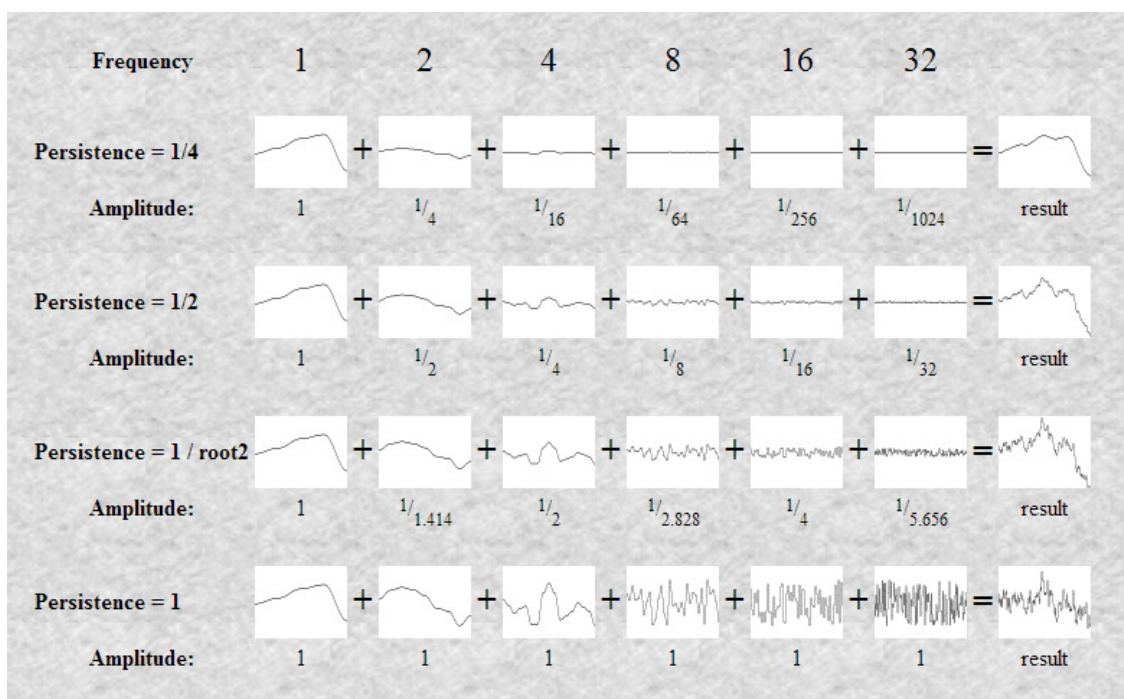 Frequency 1 2 4 8 16 32
Persistence = 1/4 + + + + + =
Amplitude: 1 1/4 1/16 1/64 1/256 1/1024 result
Persistence = 1/2 + + + + + =
Amplitude: 1 1/2 1/4 1/8 1/16 1/32 result
Persistence = 1 / root2 + + + + + =
Amplitude: 1 1/1.414 1/2 1/2.828 1/4 1/5.656 result
Persistence = 1 + + + + + =
Amplitude: 1 1 1 1 1 1 result